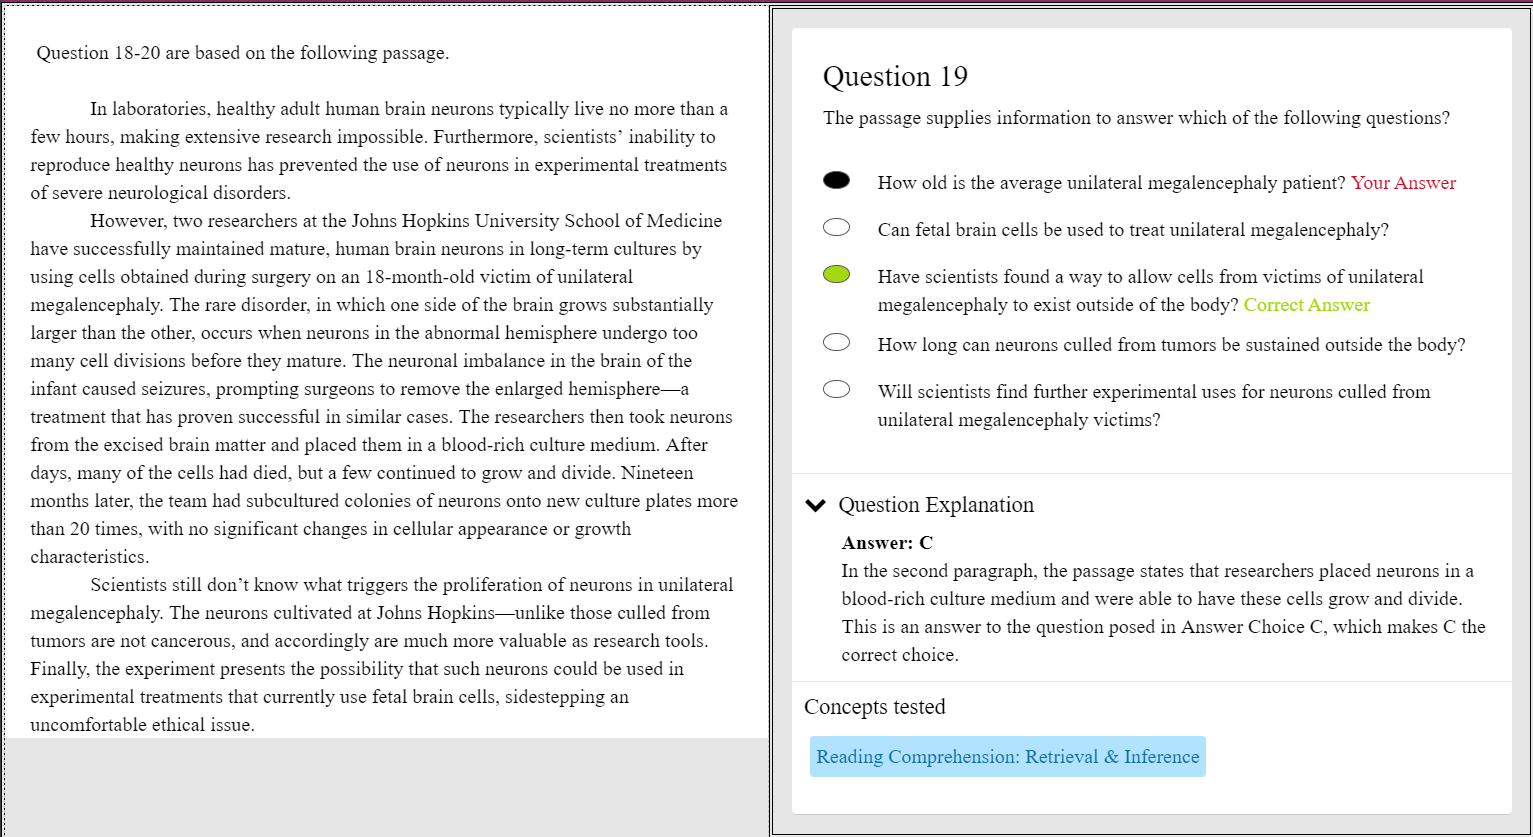 Question 18-20 are based on the following passage.
In laboratories, healthy adult human brain neurons typically live no more than a
few hours, making extensive research impossible. Furthermore, scientists’ inability to
reproduce healthy neurons has prevented the use of neurons in experimental treatments
of severe neurological disorders.
However, two researchers at the Johns Hopkins University School of Medicine
have successfully maintained mature, human brain neurons in long-term cultures by
using cells obtained during surgery on an 18-month-old victim of unilateral
megalencephaly. The rare disorder, in which one side of the brain grows substantially
larger than the other, occurs when neurons in the abnormal hemisphere undergo too
many cell divisions before they mature. The neuronal imbalance in the brain of the
infant caused seizures, prompting surgeons to remove the enlarged hemisphere—a
treatment that has proven successful in similar cases. The researchers then took neurons
from the excised brain matter and placed them in a blood-rich culture medium. After
days, many of the cells had died, but a few continued to grow and divide. Nineteen
months later, the team had subcultured colonies of neurons onto new culture plates more
than 20 times, with no significant changes in cellular appearance or growth
characteristics.
Scientists still don’t know what triggers the proliferation of neurons in unilateral
megalencephaly. The neurons cultivated at Johns Hopkins—unlike those culled from
tumors are not cancerous, and accordingly are much more valuable as research tools.
Finally, the experiment presents the possibility that such neurons could be used in
experimental treatments that currently use fetal brain cells, sidestepping an
uncomfortable ethical issue.
Question 19
The passage supplies information to answer which of the following questions?
How old is the average unilateral megalencephaly patient? Your Answer
Can fetal brain cells be used to treat unilateral megalencephaly?
Have scientists found a way to allow cells from victims of unilateral
megalencephaly to exist outside of the body? Correct Answer
How long can neurons culled from tumors be sustained outside the body?
Will scientists find further experimental uses for neurons culled from
unilateral megalencephaly victims?
Question Explanation
Answer: C
In the second paragraph, the passage states that researchers placed neurons in a
blood-rich culture medium and were able to have these cells grow and divide.
This is an answer to the question posed in Answer Choice C, which makes C the
correct choice.
Concepts tested
Reading Comprehension: Retrieval & Inference